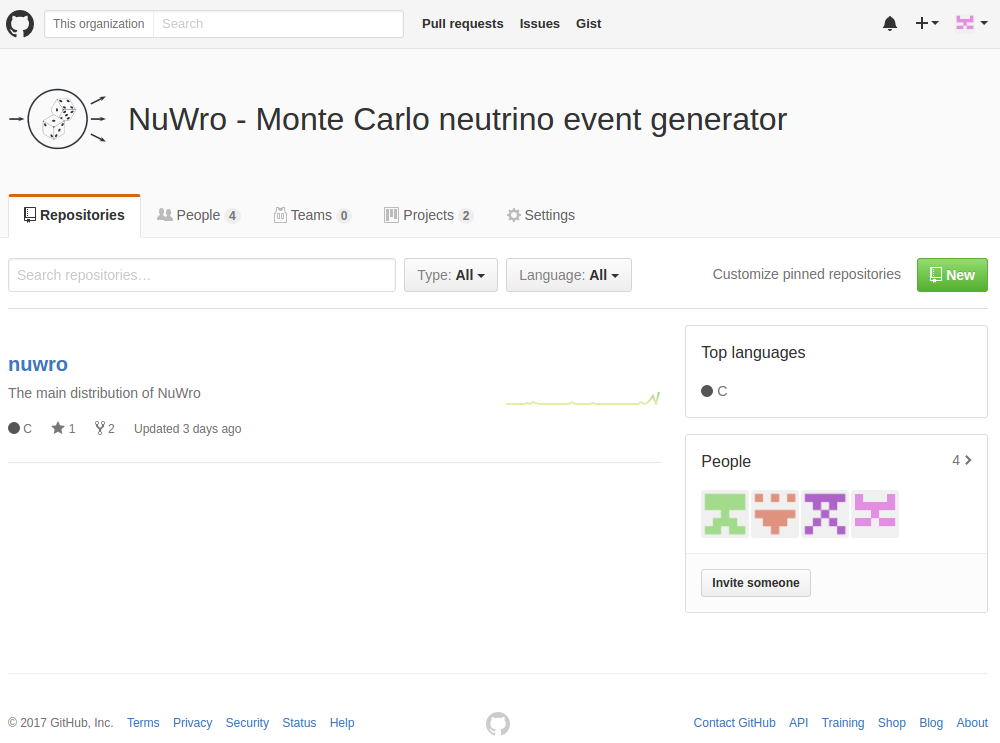 This organization Search Pull requests Issues Gist
NuWro - Monte Carlo neutrino event generator
Repositories People 4 Teams 0 Projects 2 Settings
Search repositories… Type: All Language: All Customize pinned repositories New
Top languages
nuwro
The main distribution of NuWro
C
C 1 2 Updated 3 days ago
People 4
Invite someone
© 2017 GitHub, Inc. Terms Privacy Security Status Help Contact GitHub API Training Shop Blog About